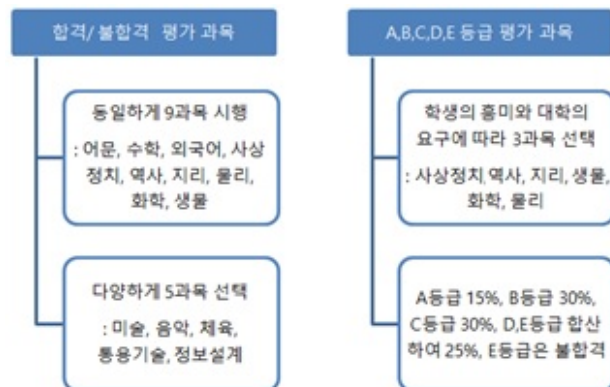 합격/ 불합격 평가 과목
동일하게 9과목 시행
: 어문, 수학, 외국어, 사상
정치, 역사, 지리, 물리,
화학, 생물
다양하게 5과목 선택
: 미술, 음악, 체육,
통용기술, 정보설계
A,B,C,D,E 등급 평가 과목
학생의 흥미와 대학의
요구에 따라 3과목 선택
: 사상정치, 역사, 지리, 생물,
화학, 물리
A등급 15%, B등급 30%,
C등급 30%, D,E등급 합산
하여 25%, E등급은 불합격